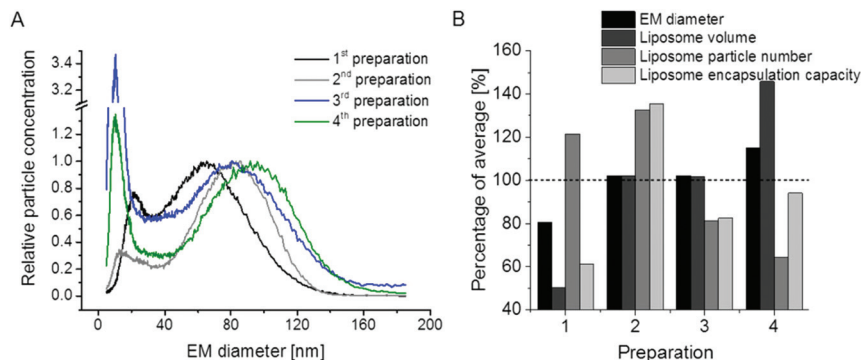 A
Relative particle concentration
3.4
3.2
1.2
1.0
0.8
0.6
0.4
0.2
0.0
0
40
80
120
160
200
EM diameter [nm]
1st preparation
2nd preparation
3rd preparation
4th preparation
B
EM diameter
Liposome volume
Liposome particle number
Liposome encapsulation capacity
Percentage of average [%]
160
140
120
100
80
60
40
1
2
3
4
Preparation